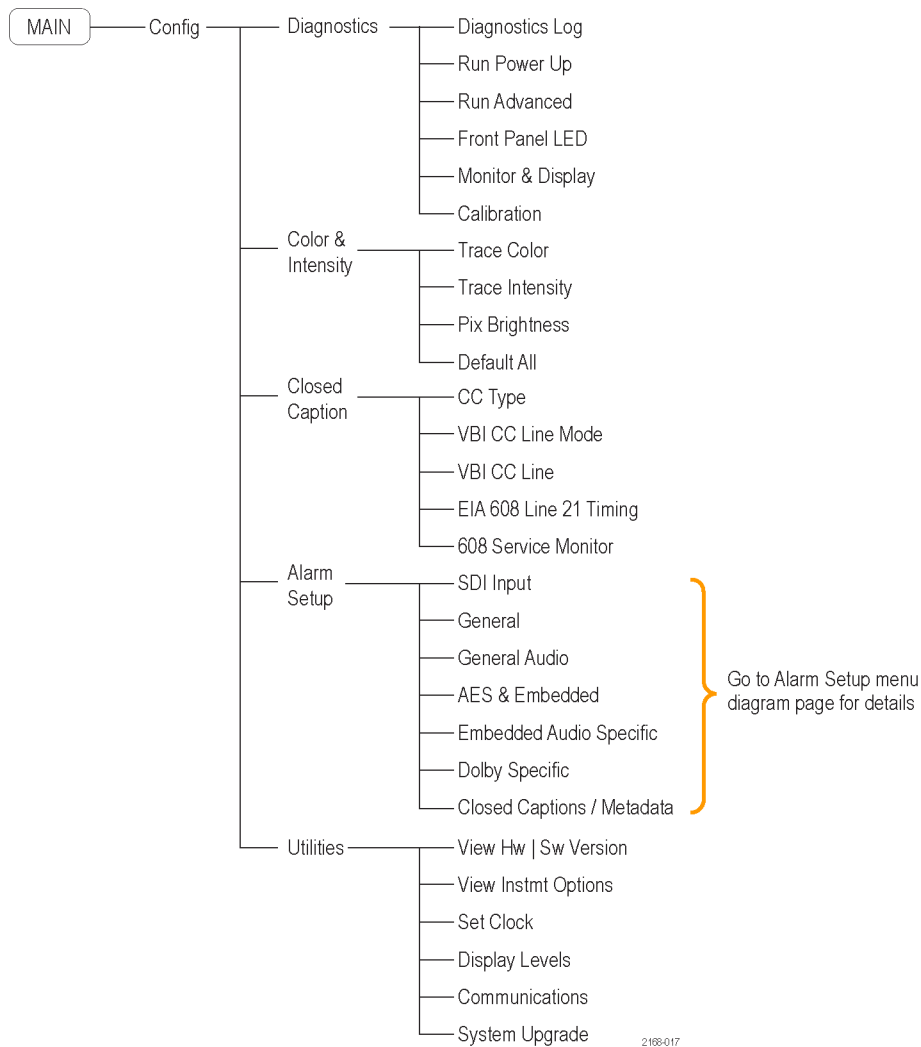 MAIN
Config
Diagnostics
Diagnostics Log
Run Power Up
Run Advanced
Front Panel LED
Monitor & Display
Calibration
Color &
Intensity
Trace Color
Trace Intensity
Pix Brightness
Default All
Closed
Caption
CC Type
VBI CC Line Mode
VBI CC Line
EIA 608 Line 21 Timing
608 Service Monitor
Alarm
Setup
SDI Input
General
General Audio
AES & Embedded
Embedded Audio Specific
Dolby Specific
Closed Captions / Metadata
Go to Alarm Setup menu
diagram page for details
Utilities
View Hw | Sw Version
View Instmt Options
Set Clock
Display Levels
Communications
System Upgrade
2168-017